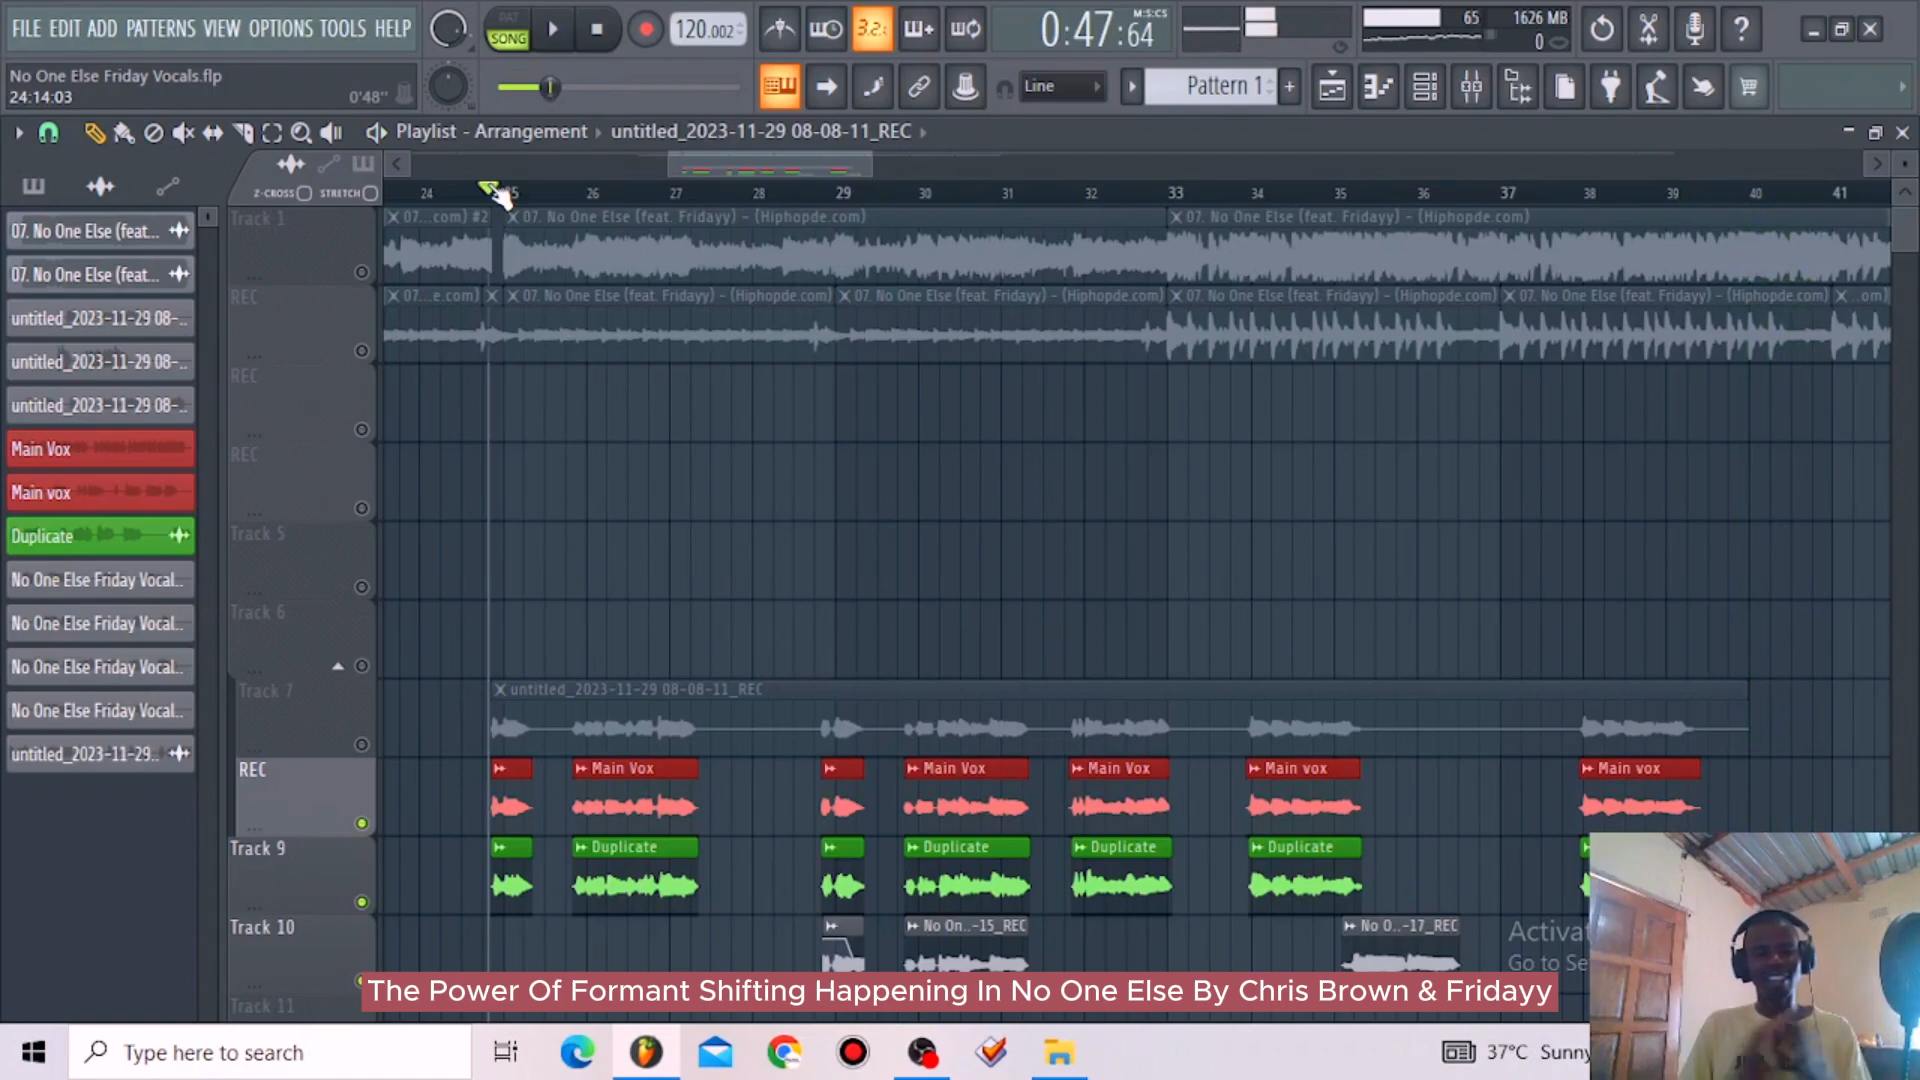 FILE EDIT ADD PATTERNS VIEW OPTIONS TOOLS HELP
PAT
SONG
120.002
3.2
0:47:64
M:S:CS
65
1626 MB
0
No One Else Friday Vocals.flp
24:14:03
0'48"
Line
Pattern 1
Playlist - Arrangement › untitled_2023-11-29 08-08-11_REC ›
Z-CROSS
STRETCH
24
26 27 28 29 30 31 32 33 34 35 36 37 38 39 40 41
07. No One Else (feat...
07. No One Else (feat...
untitled_2023-11-29 08-..
untitled_2023-11-29 08-..
untitled_2023-11-29 08-..
Main Vox
Main vox
Duplicate
No One Else Friday Vocal..
No One Else Friday Vocal..
No One Else Friday Vocal..
No One Else Friday Vocal..
untitled_2023-11-29..
Track 1
07...com) #2
07. No One Else (feat. Fridayy) - (Hiphopde.com)
07. No One Else (feat. Fridayy) - (Hiphopde.com)
REC
07...e.com)
07. No One Else (feat. Fridayy) - (Hiphopde.com)
07. No One Else (feat. Fridayy) - (Hiphopde.com)
07. No One Else (feat. Fridayy) - (Hiphopde.com)
07. No One Else (feat. Fridayy) - (Hiphopde.com)
..om)
REC
REC
Track 5
Track 6
Track 7
untitled_2023-11-29 08-08-11_REC
REC
Main Vox
Main Vox
Main Vox
Main vox
Main vox
Track 9
Duplicate
Duplicate
Duplicate
Duplicate
Track 10
No On..-15_REC
No O..-17_REC
Track 11
The Power Of Formant Shifting Happening In No One Else By Chris Brown & Fridayy
Type here to search
37°C Sunny